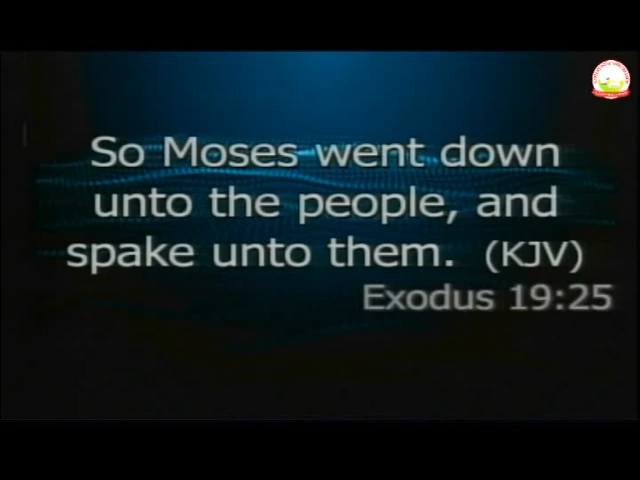 So Moses went down
unto the people, and
spake unto them. (KJV)
Exodus 19:25